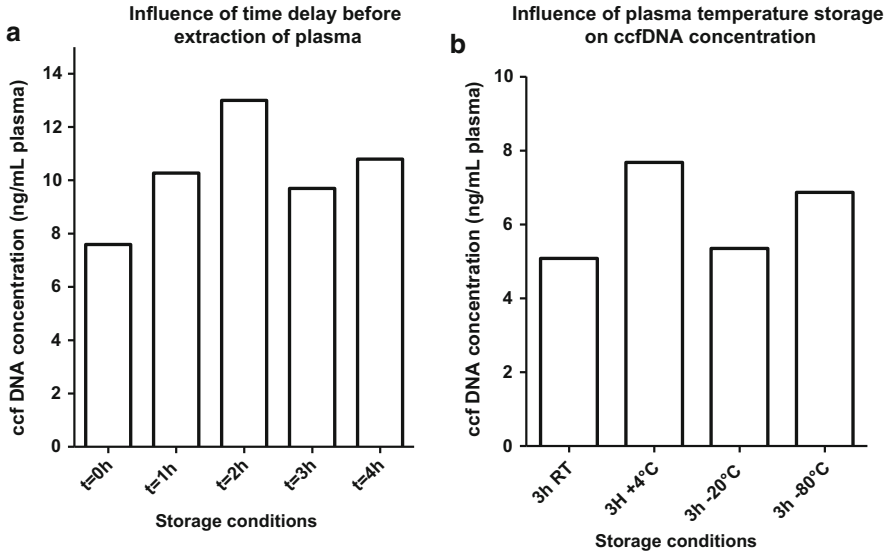 a
Influence of time delay before
extraction of plasma
ccf DNA concentration (ng/mL plasma)
14
12
10
8
6
4
2
0
t=0h
t=1h
t=2h
t=3h
t=4h
Storage conditions
b
Influence of plasma temperature storage
on ccfDNA concentration
ccf DNA concentration (ng/mL plasma)
10
8
6
4
2
0
3h RT
3H +4°C
3h -20°C
3h -80°C
Storage conditions